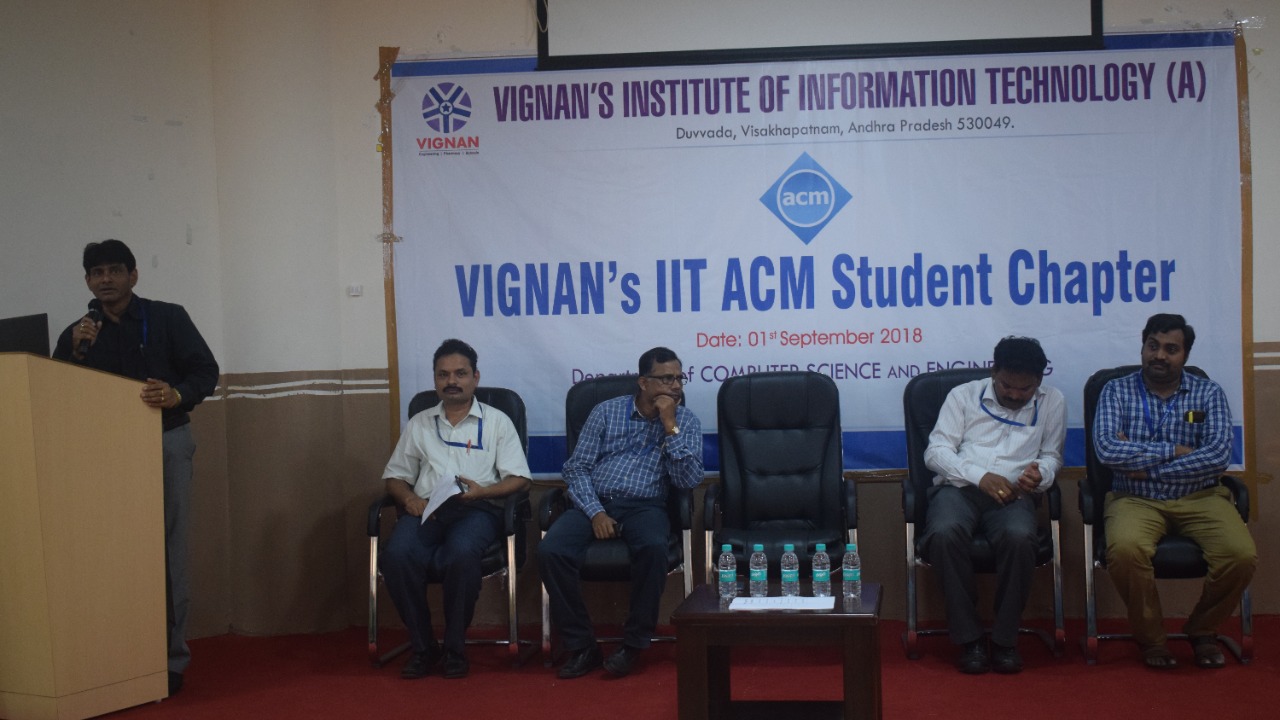 VIGNAN'S INSTITUTE OF INFORMATION TECHNOLOGY (A)
Duvvada, Visakhapatnam, Andhra Pradesh 530049.
VIGNAN
acm
VIGNAN's IIT ACM Student Chapter
Date: 01st September 2018
of COMPUTER SCIENCE AND